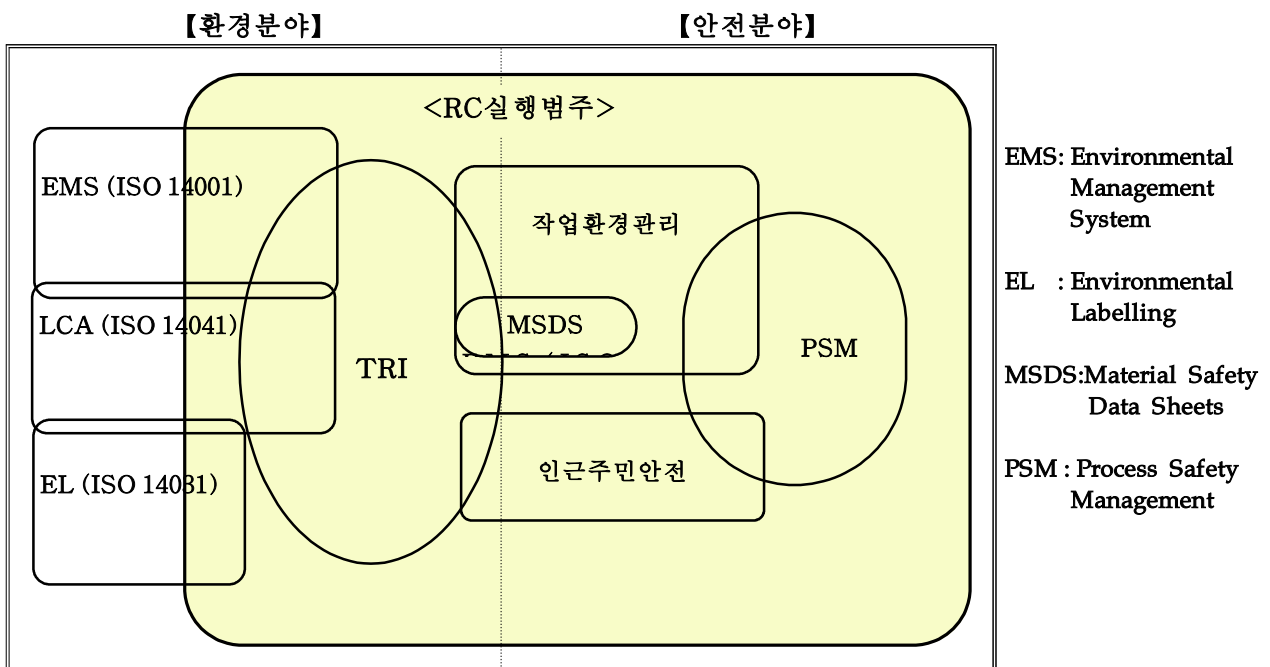 【환경분야】
【안전분야】
<RC실행범주>
EMS (ISO 14001)
작업환경관리
LCA (ISO 14041)
MSDS
TRI
PSM
인근주민안전
EL (ISO 14031)
EMS: Environmental
Management
System
EL : Environmental
Labelling
MSDS:Material Safety
Data Sheets
PSM : Process Safety
Management